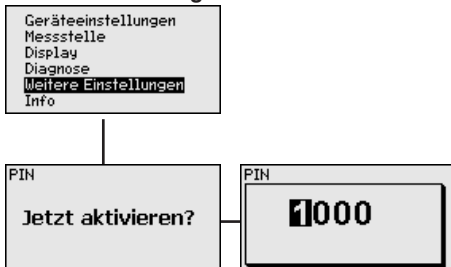 Geräteeinstellungen
Messstelle
Display
Diagnose
Weitere Einstellungen
Info
PIN
Jetzt aktivieren?
PIN
1000